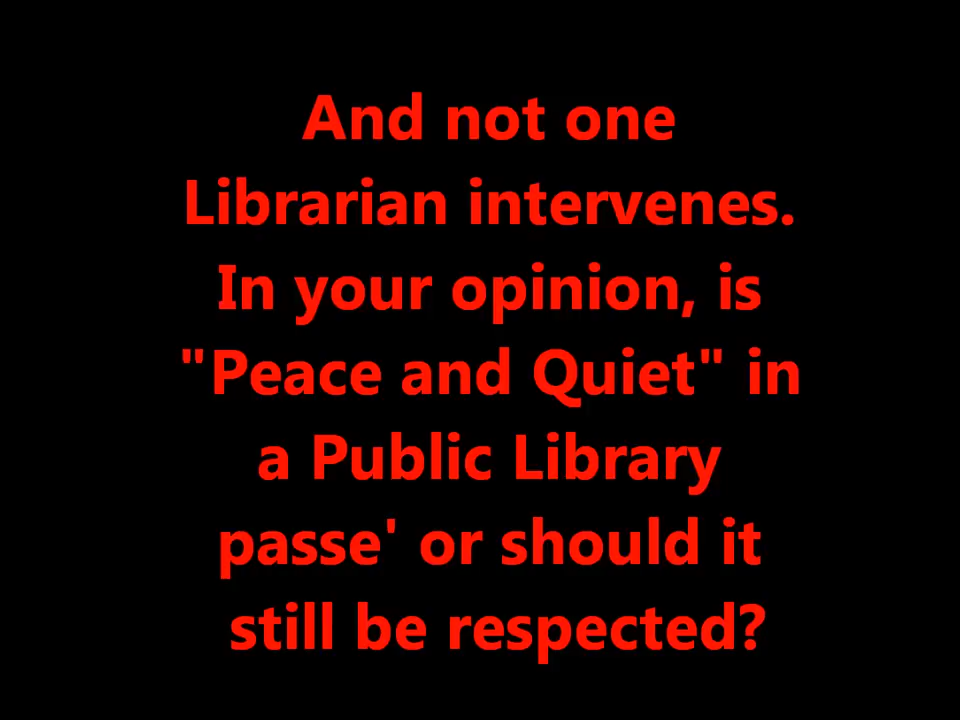 And not one
Librarian intervenes.
In your opinion, is
"Peace and Quiet" in
a Public Library
passe' or should it
still be respected?